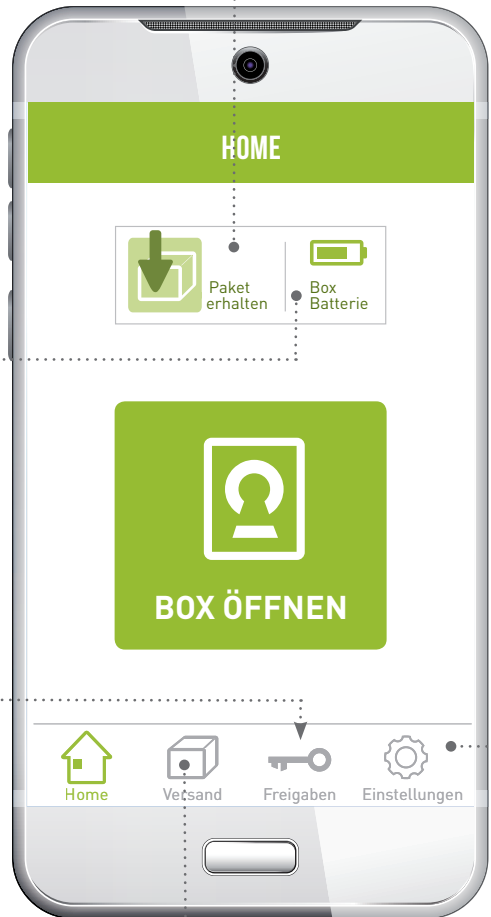 HOME
Paket
erhalten
Box
Batterie
BOX ÖFFNEN
Home
Versand
Freigaben
Einstellungen